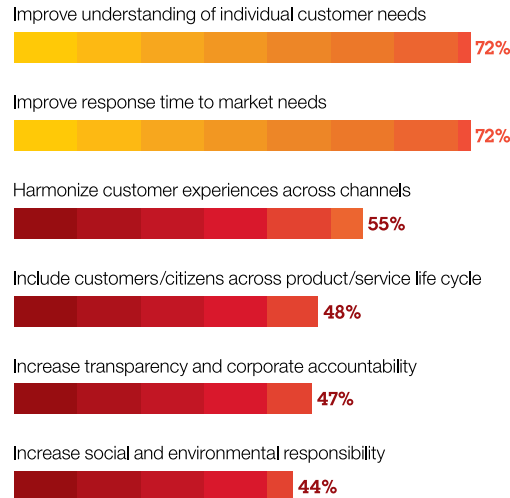 Improve understanding of individual customer needs
72%
Improve response time to market needs
72%
Harmonize customer experiences across channels
55%
Include customers/citizens across product/service life cycle
48%
Increase transparency and corporate accountability
47%
Increase social and environmental responsibility
44%